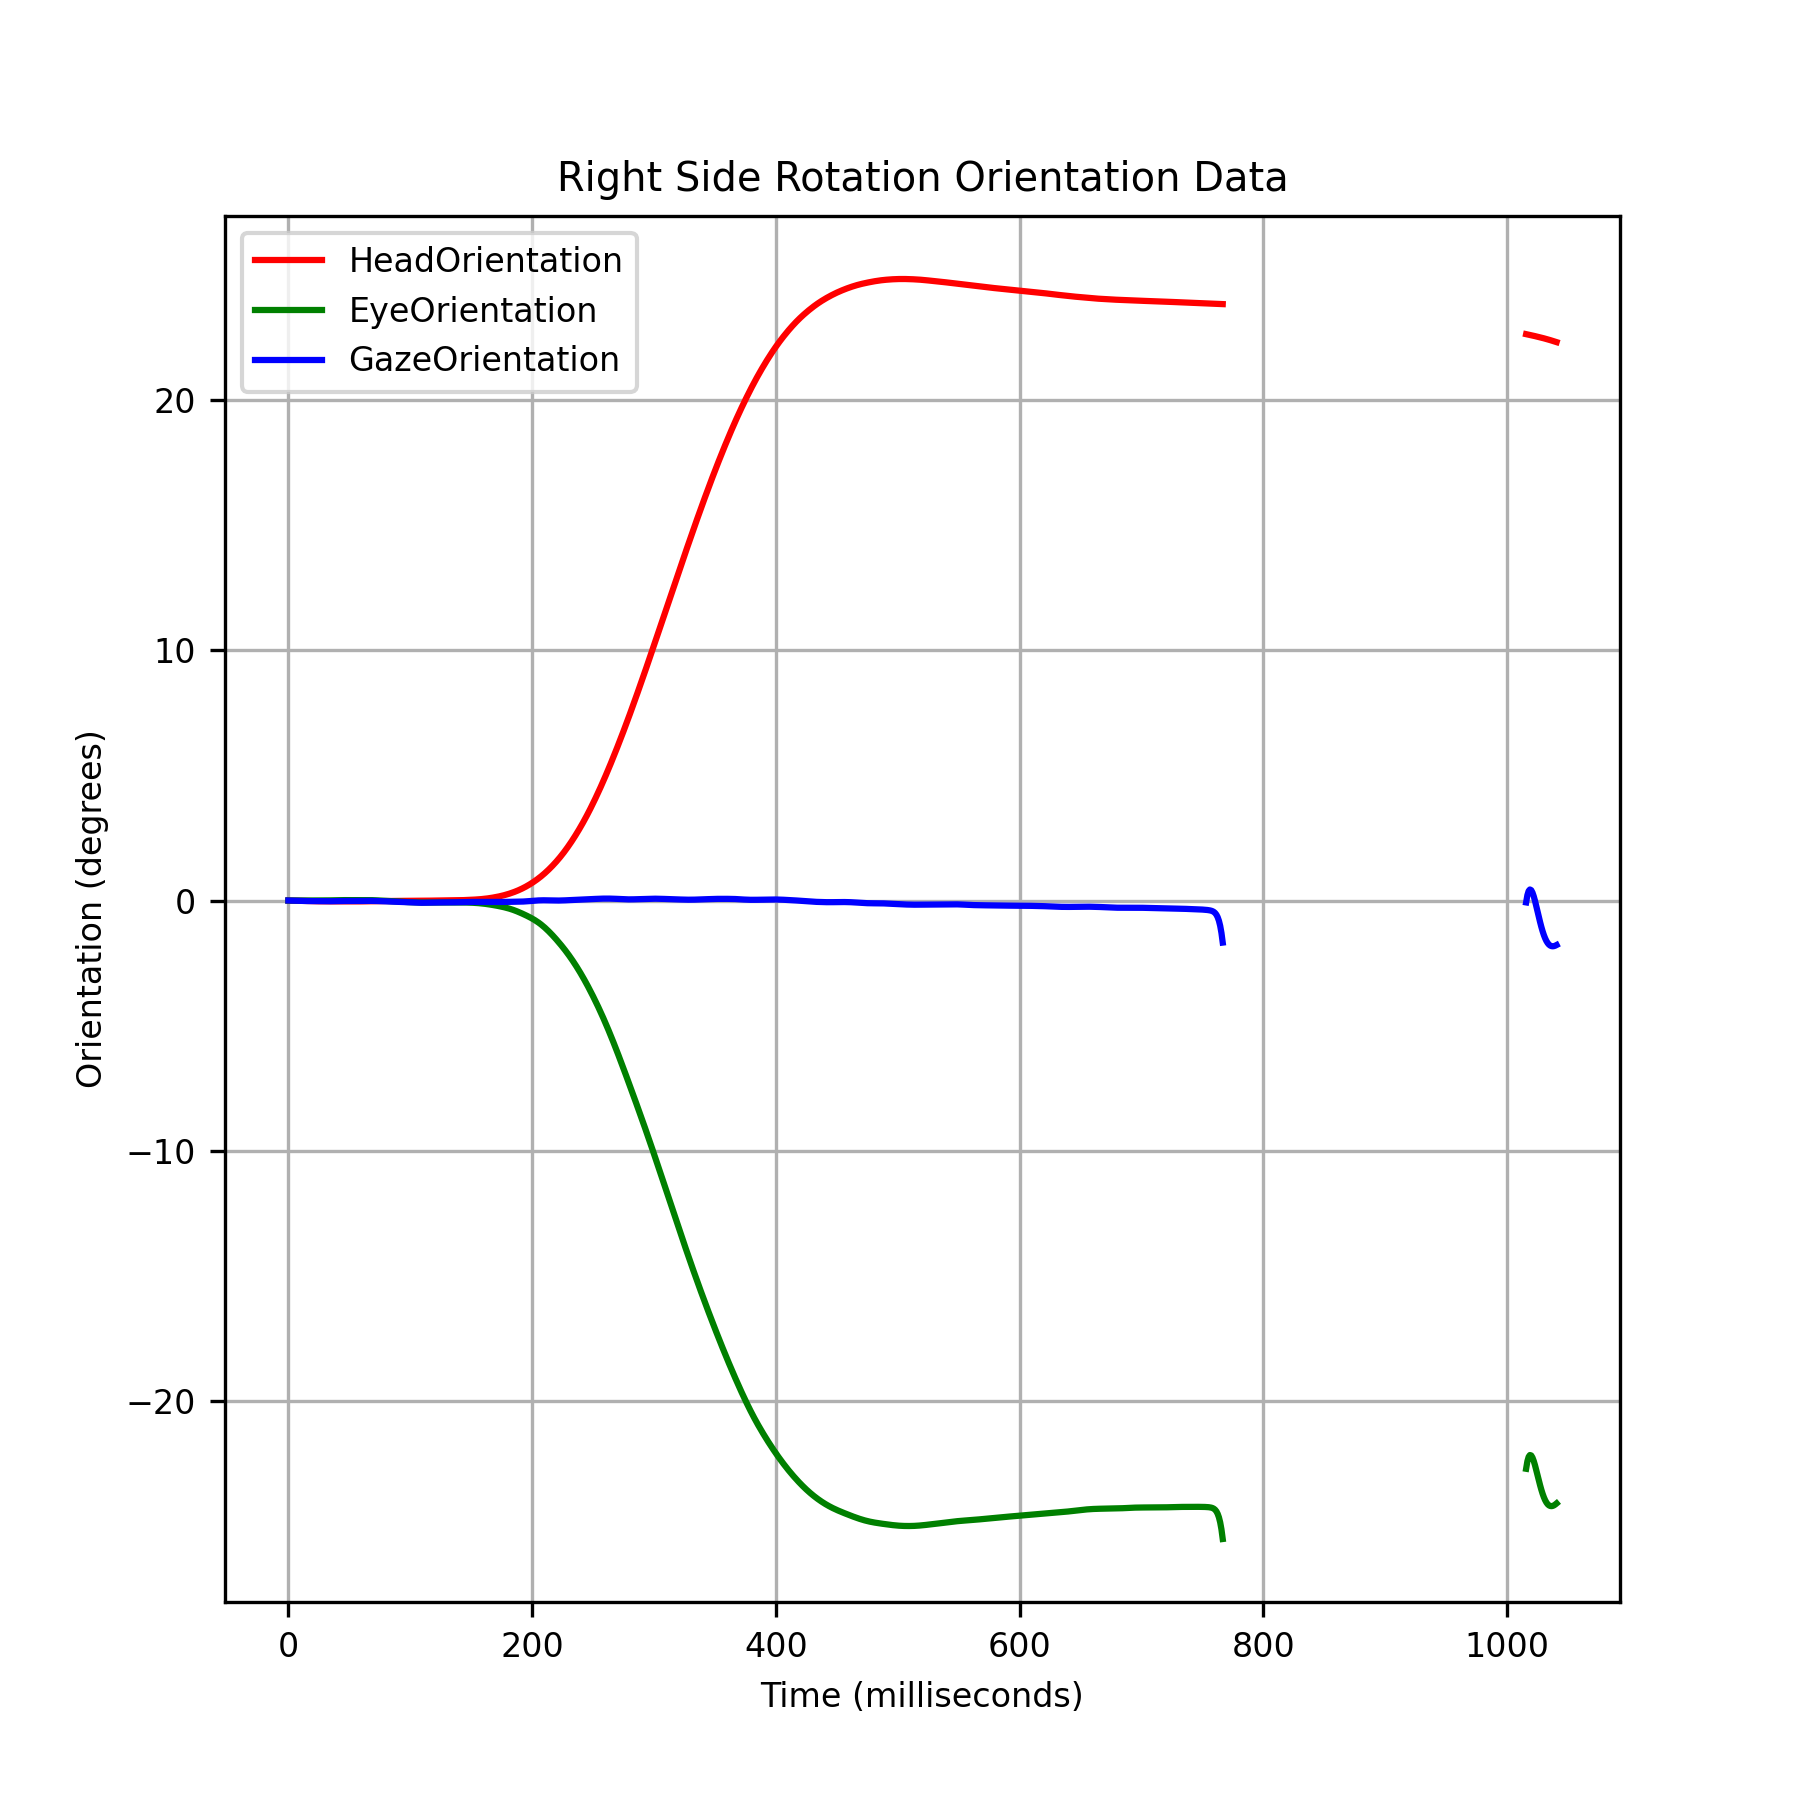 Right Side Rotation Orientation Data
HeadOrientation
EyeOrientation
GazeOrientation
20
10
0
−10
−20
Orientation (degrees)
0 200 400 600 800 1000
Time (milliseconds)